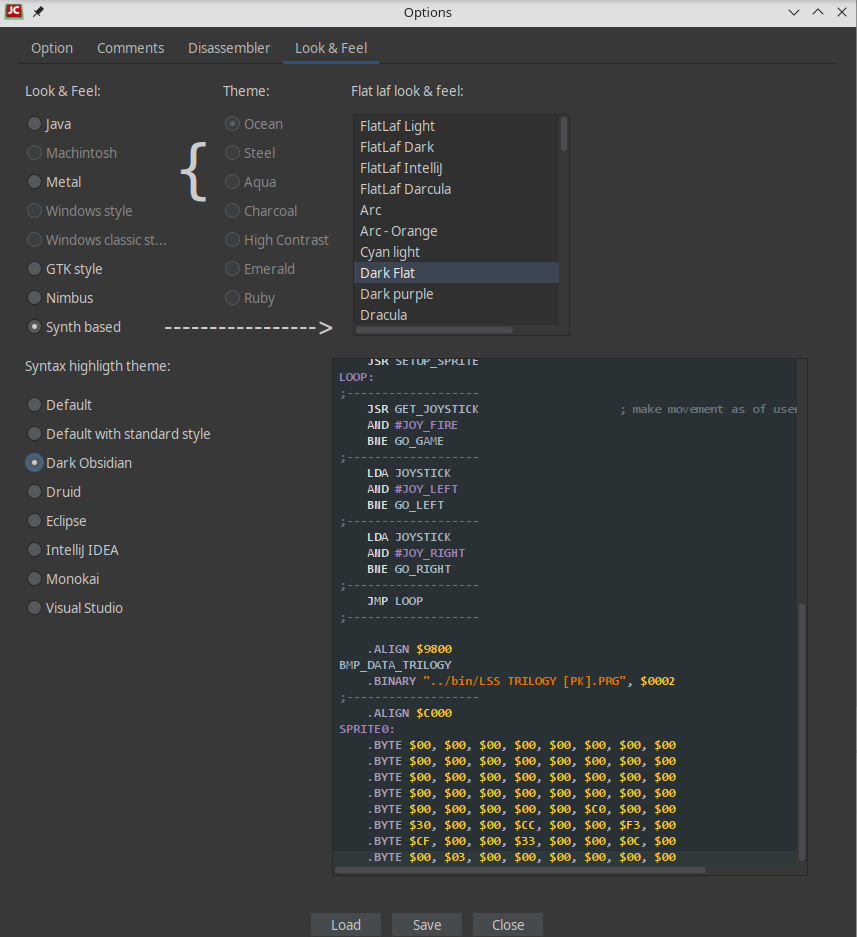 JC
Options
Option Comments Disassembler Look & Feel
Look & Feel: Theme: Flat laf look & feel:
Java
Machintosh
Metal
Windows style
Windows classic st...
GTK style
Nimbus
Synth based
{
Ocean
Steel
Aqua
Charcoal
High Contrast
Emerald
Ruby
----------------->
FlatLaf Light
FlatLaf Dark
FlatLaf IntelliJ
FlatLaf Darcula
Arc
Arc - Orange
Cyan light
Dark Flat
Dark purple
Dracula
Syntax highligth theme:
Default
Default with standard style
Dark Obsidian
Druid
Eclipse
IntelliJ IDEA
Monokai
Visual Studio
JSR SETUP_SPRITE
LOOP:
;-------------------
JSR GET_JOYSTICK ; make movement as of user
AND #JOY_FIRE
BNE GO_GAME
;-------------------
LDA JOYSTICK
AND #JOY_LEFT
BNE GO_LEFT
;-------------------
LDA JOYSTICK
AND #JOY_RIGHT
BNE GO_RIGHT
;-------------------
JMP LOOP
;-------------------
.ALIGN $9800
BMP_DATA_TRILOGY
.BINARY "../bin/LSS TRILOGY [PK].PRG", $0002
;-------------------
.ALIGN $C000
SPRITE0:
.BYTE $00, $00, $00, $00, $00, $00, $00, $00
.BYTE $00, $00, $00, $00, $00, $00, $00, $00
.BYTE $00, $00, $00, $00, $00, $00, $00, $00
.BYTE $00, $00, $00, $00, $00, $00, $00, $00
.BYTE $00, $00, $00, $00, $00, $C0, $00, $00
.BYTE $30, $00, $00, $CC, $00, $00, $F3, $00
.BYTE $CF, $00, $00, $33, $00, $00, $0C, $00
.BYTE $00, $03, $00, $00, $00, $00, $00, $00
Load Save Close